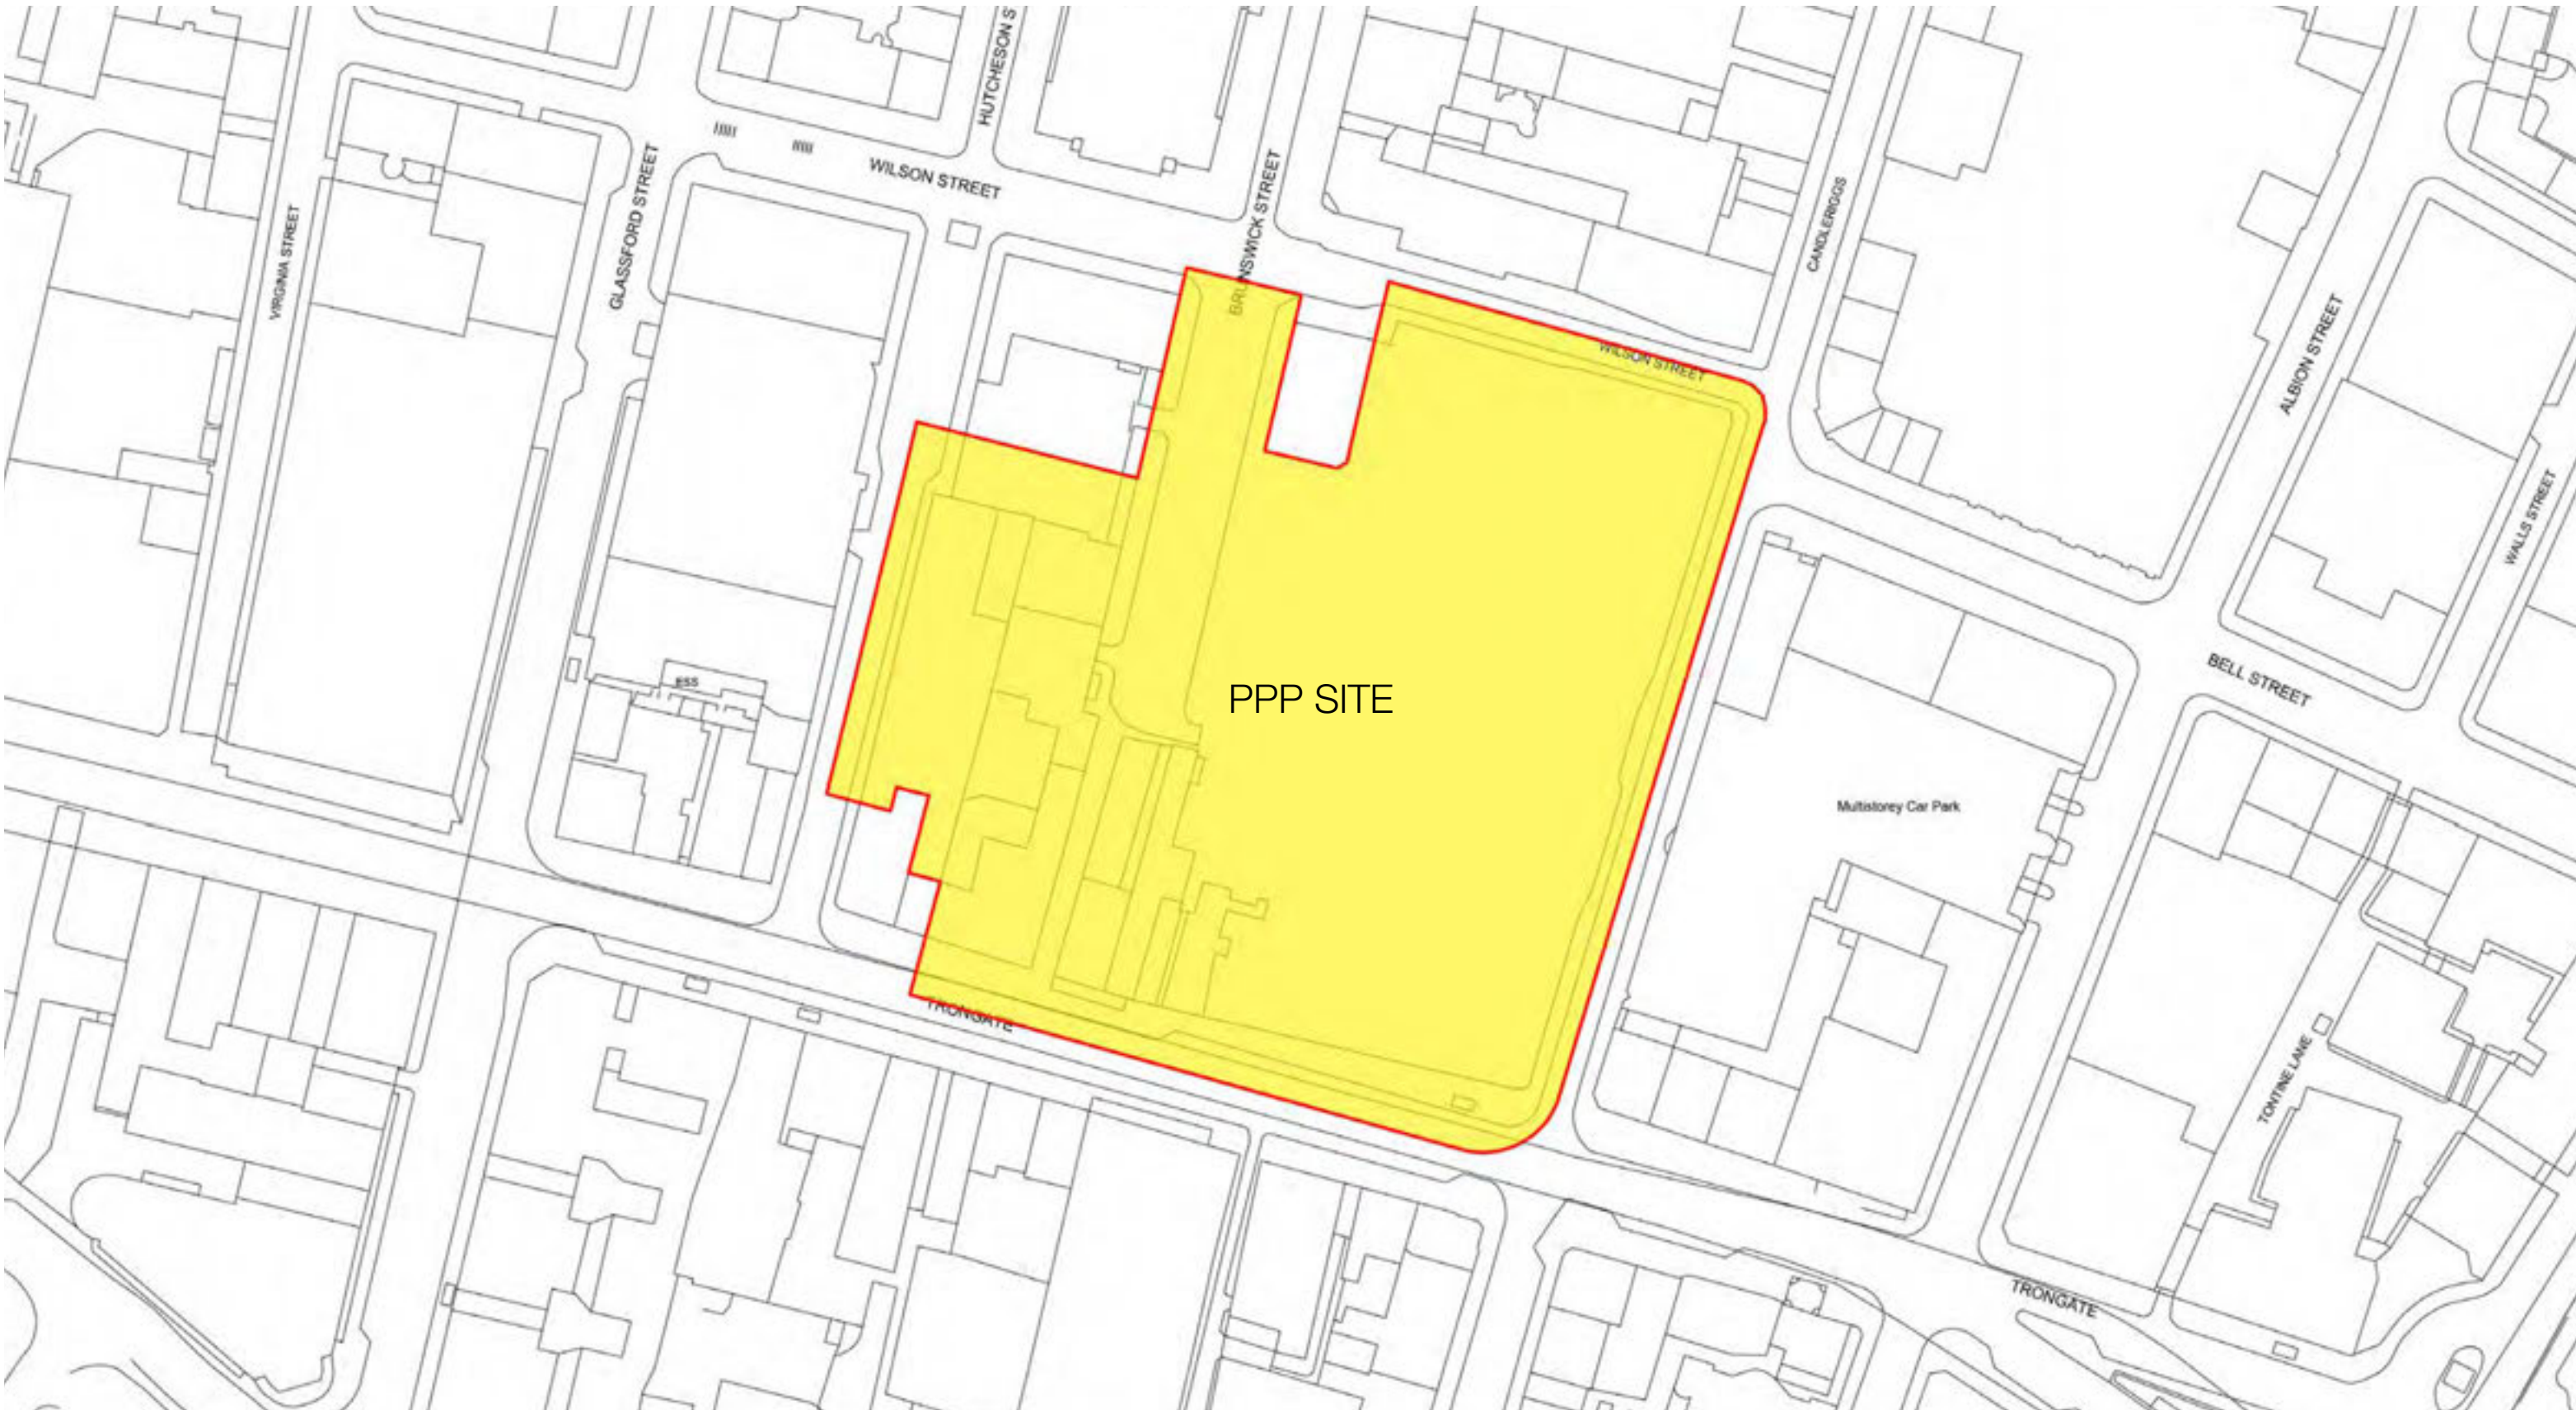 HUTCHESON S
WILSON STREET
GLASSFORD STREET
VIRGINIA STREET
BRUNSWICK STREET
CANDLERIGGS
WILSON STREET
ALBION STREET
WALLS STREET
BELL STREET
ESS
PPP SITE
Multistorey Car Park
TRONGATE
TONTINE LANE
TRONGATE